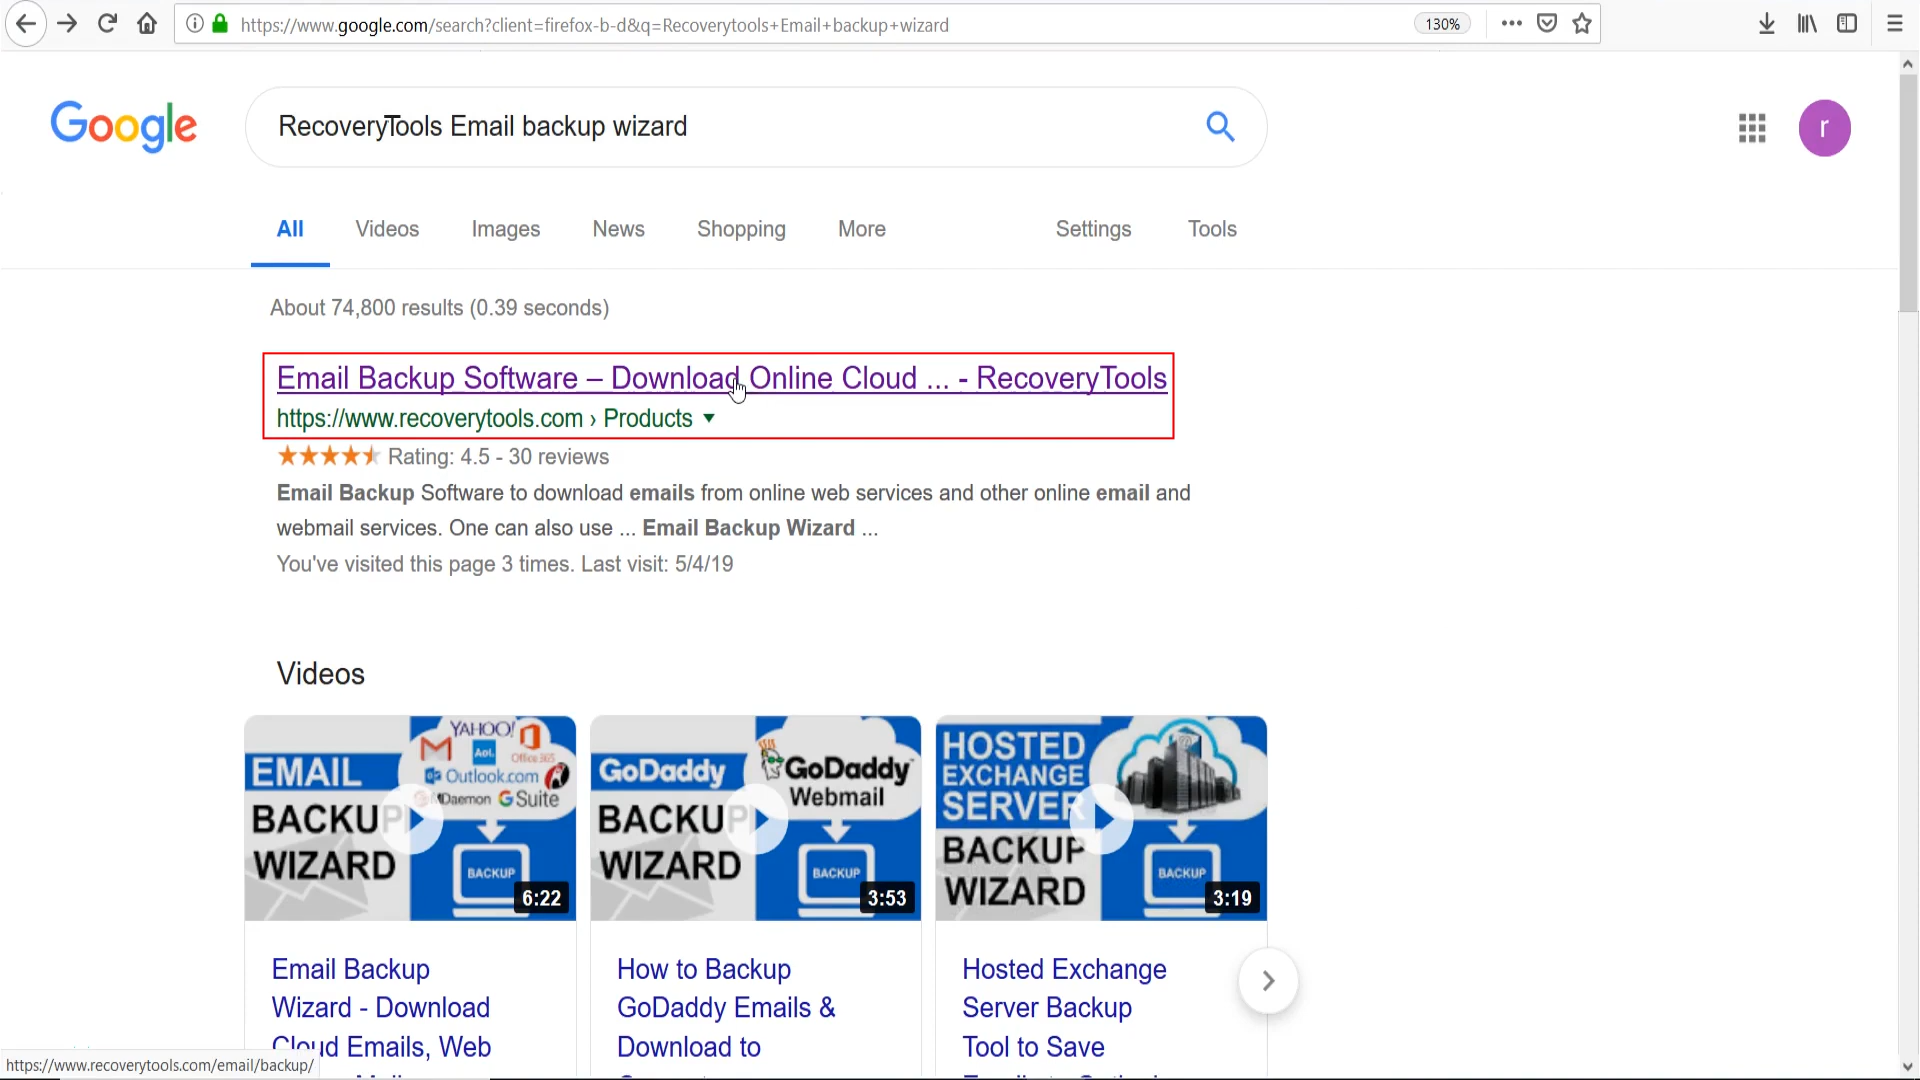 https://www.google.com/search?client=firefox-b-d&q=Recoverytools+Email+backup+wizard
130%
Google
RecoveryTools Email backup wizard
r
All Videos Images News Shopping More Settings Tools
About 74,800 results (0.39 seconds)
Email Backup Software – Download Online Cloud ... - RecoveryTools
https://www.recoverytools.com › Products
Rating: 4.5 - 30 reviews
Email Backup Software to download emails from online web services and other online email and
webmail services. One can also use ... Email Backup Wizard ...
You've visited this page 3 times. Last visit: 5/4/19
Videos
EMAIL
BACKUP
WIZARD
YAHOO!
Aol.
Office 365
Outlook.com
MDaemon G Suite
BACKUP
6:22
GoDaddy
BACKUP
WIZARD
GoDaddy
Webmail
BACKUP
3:53
HOSTED
EXCHANGE
SERVER
BACKUP
WIZARD
BACKUP
3:19
Email Backup
Wizard - Download
Cloud Emails, Web
How to Backup
GoDaddy Emails &
Download to
Hosted Exchange
Server Backup
Tool to Save
https://www.recoverytools.com/email/backup/